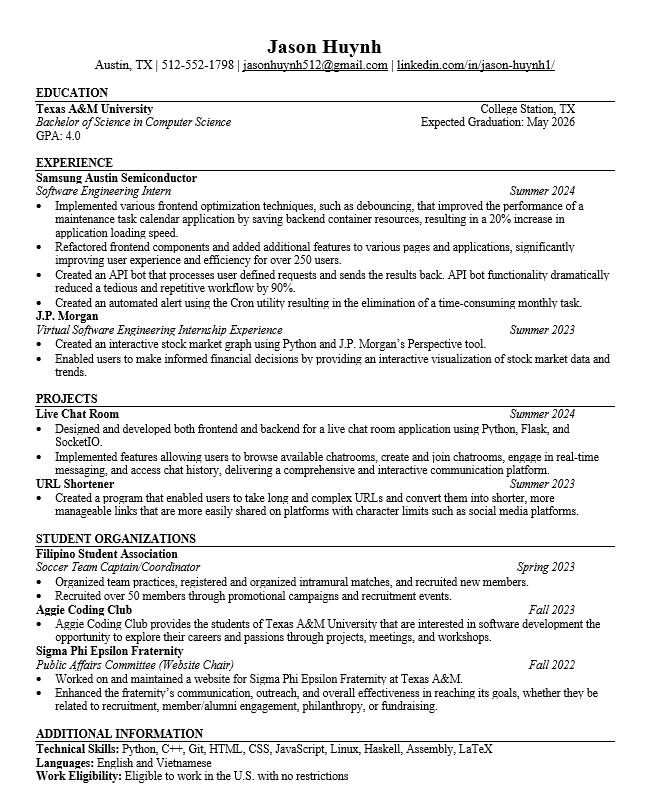 Jason Huynh
Austin, TX | 512-552-1798 | jasonhuynh512@gmail.com | linkedin.com/in/jason-huynh1/
EDUCATION
Texas A&M University College Station, TX
Bachelor of Science in Computer Science Expected Graduation: May 2026
GPA: 4.0
EXPERIENCE
Samsung Austin Semiconductor
Software Engineering Intern Summer 2024
• Implemented various frontend optimization techniques, such as debouncing, that improved the performance of a
maintenance task calendar application by saving backend container resources, resulting in a 20% increase in
application loading speed.
• Refactored frontend components and added additional features to various pages and applications, significantly
improving user experience and efficiency for over 250 users.
• Created an API bot that processes user defined requests and sends the results back. API bot functionality dramatically
reduced a tedious and repetitive workflow by 90%.
• Created an automated alert using the Cron utility resulting in the elimination of a time-consuming monthly task.
J.P. Morgan
Virtual Software Engineering Internship Experience Summer 2023
• Created an interactive stock market graph using Python and J.P. Morgan's Perspective tool.
• Enabled users to make informed financial decisions by providing an interactive visualization of stock market data and
trends.
PROJECTS
Live Chat Room Summer 2024
• Designed and developed both frontend and backend for a live chat room application using Python, Flask, and
SocketIO.
• Implemented features allowing users to browse available chatrooms, create and join chatrooms, engage in real-time
messaging, and access chat history, delivering a comprehensive and interactive communication platform.
URL Shortener Summer 2023
• Created a program that enabled users to take long and complex URLs and convert them into shorter, more
manageable links that are more easily shared on platforms with character limits such as social media platforms.
STUDENT ORGANIZATIONS
Filipino Student Association
Soccer Team Captain/Coordinator Spring 2023
• Organized team practices, registered and organized intramural matches, and recruited new members.
• Recruited over 50 members through promotional campaigns and recruitment events.
Aggie Coding Club Fall 2023
• Aggie Coding Club provides the students of Texas A&M University that are interested in software development the
opportunity to explore their careers and passions through projects, meetings, and workshops.
Sigma Phi Epsilon Fraternity
Public Affairs Committee (Website Chair) Fall 2022
• Worked on and maintained a website for Sigma Phi Epsilon Fraternity at Texas A&M.
• Enhanced the fraternity's communication, outreach, and overall effectiveness in reaching its goals, whether they be
related to recruitment, member/alumni engagement, philanthropy, or fundraising.
ADDITIONAL INFORMATION
Technical Skills: Python, C++, Git, HTML, CSS, JavaScript, Linux, Haskell, Assembly, LaTeX
Languages: English and Vietnamese
Work Eligibility: Eligible to work in the U.S. with no restrictions